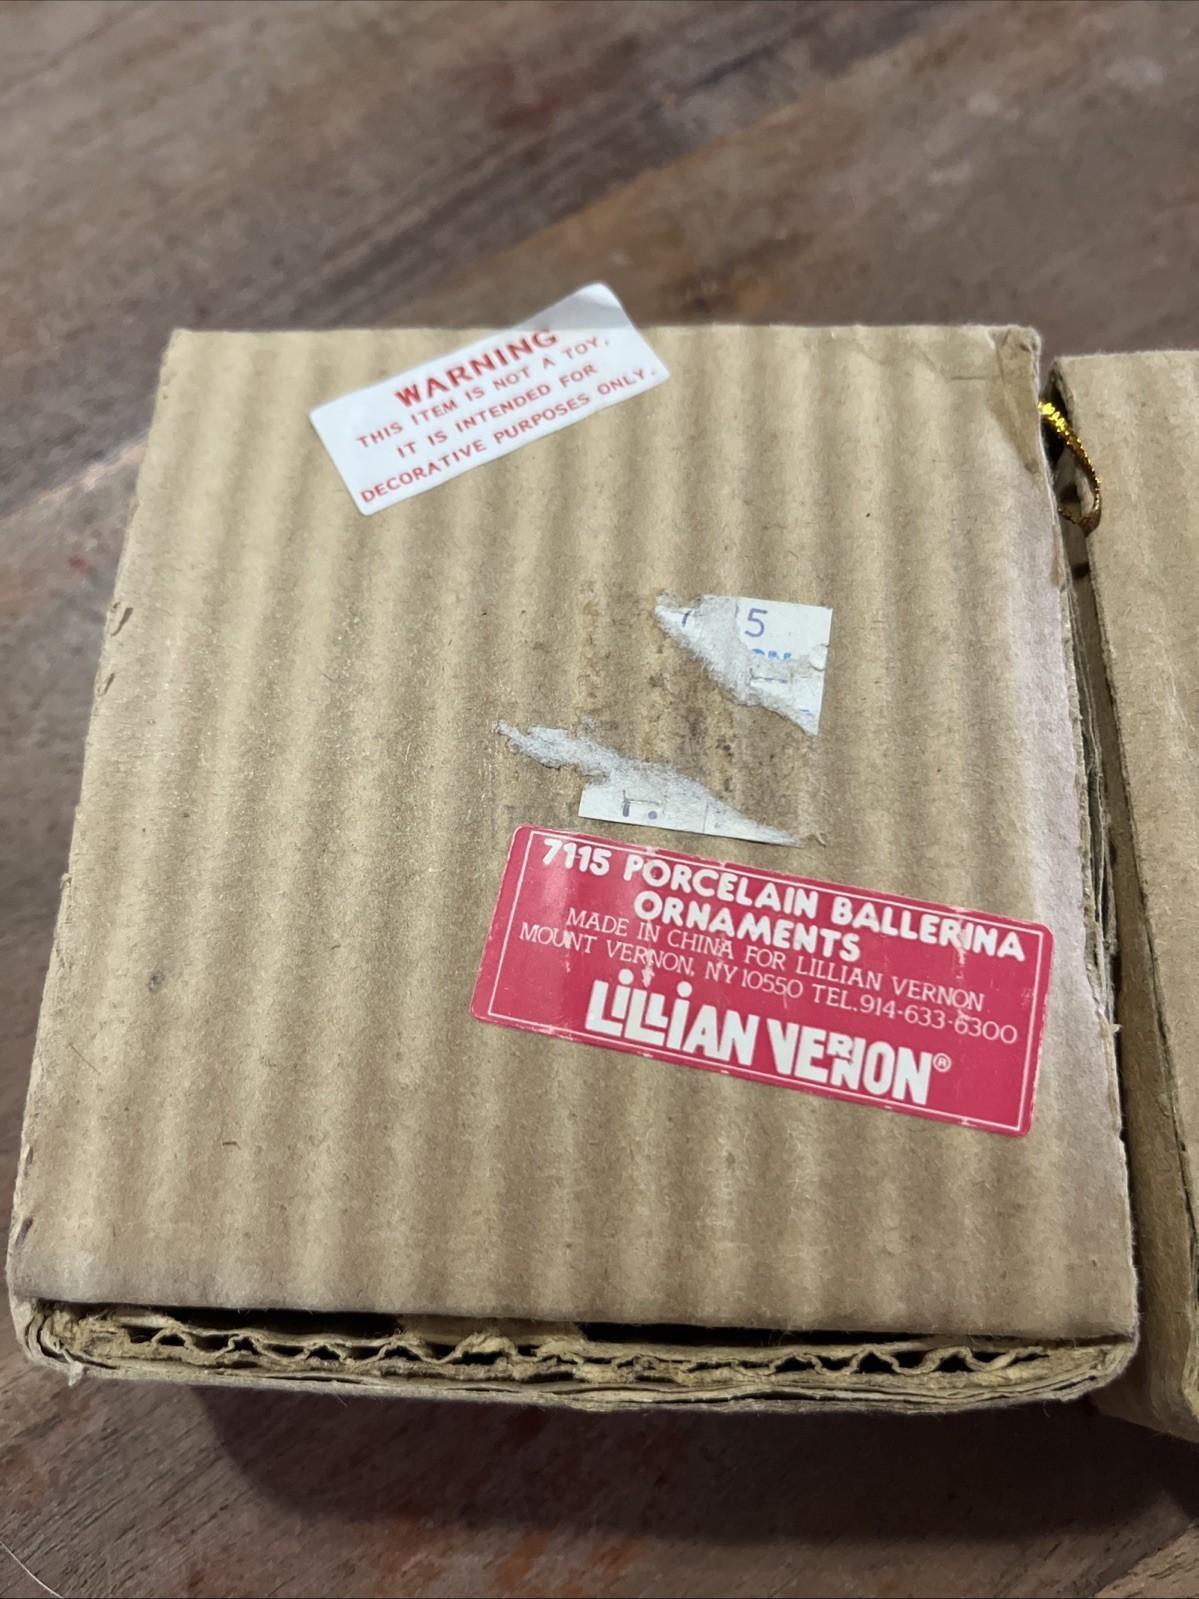 WARNING
THIS ITEM IS NOT A TOY.
IT IS INTENDED FOR
DECORATIVE PURPOSES ONLY.
5
7115 PORCELAIN BALLERINA
ORNAMENTS
MADE IN CHINA FOR LILLIAN VERNON
MOUNT VERNON, NY 10550 TEL.914-633-6300
LiLLiAN VERNON®